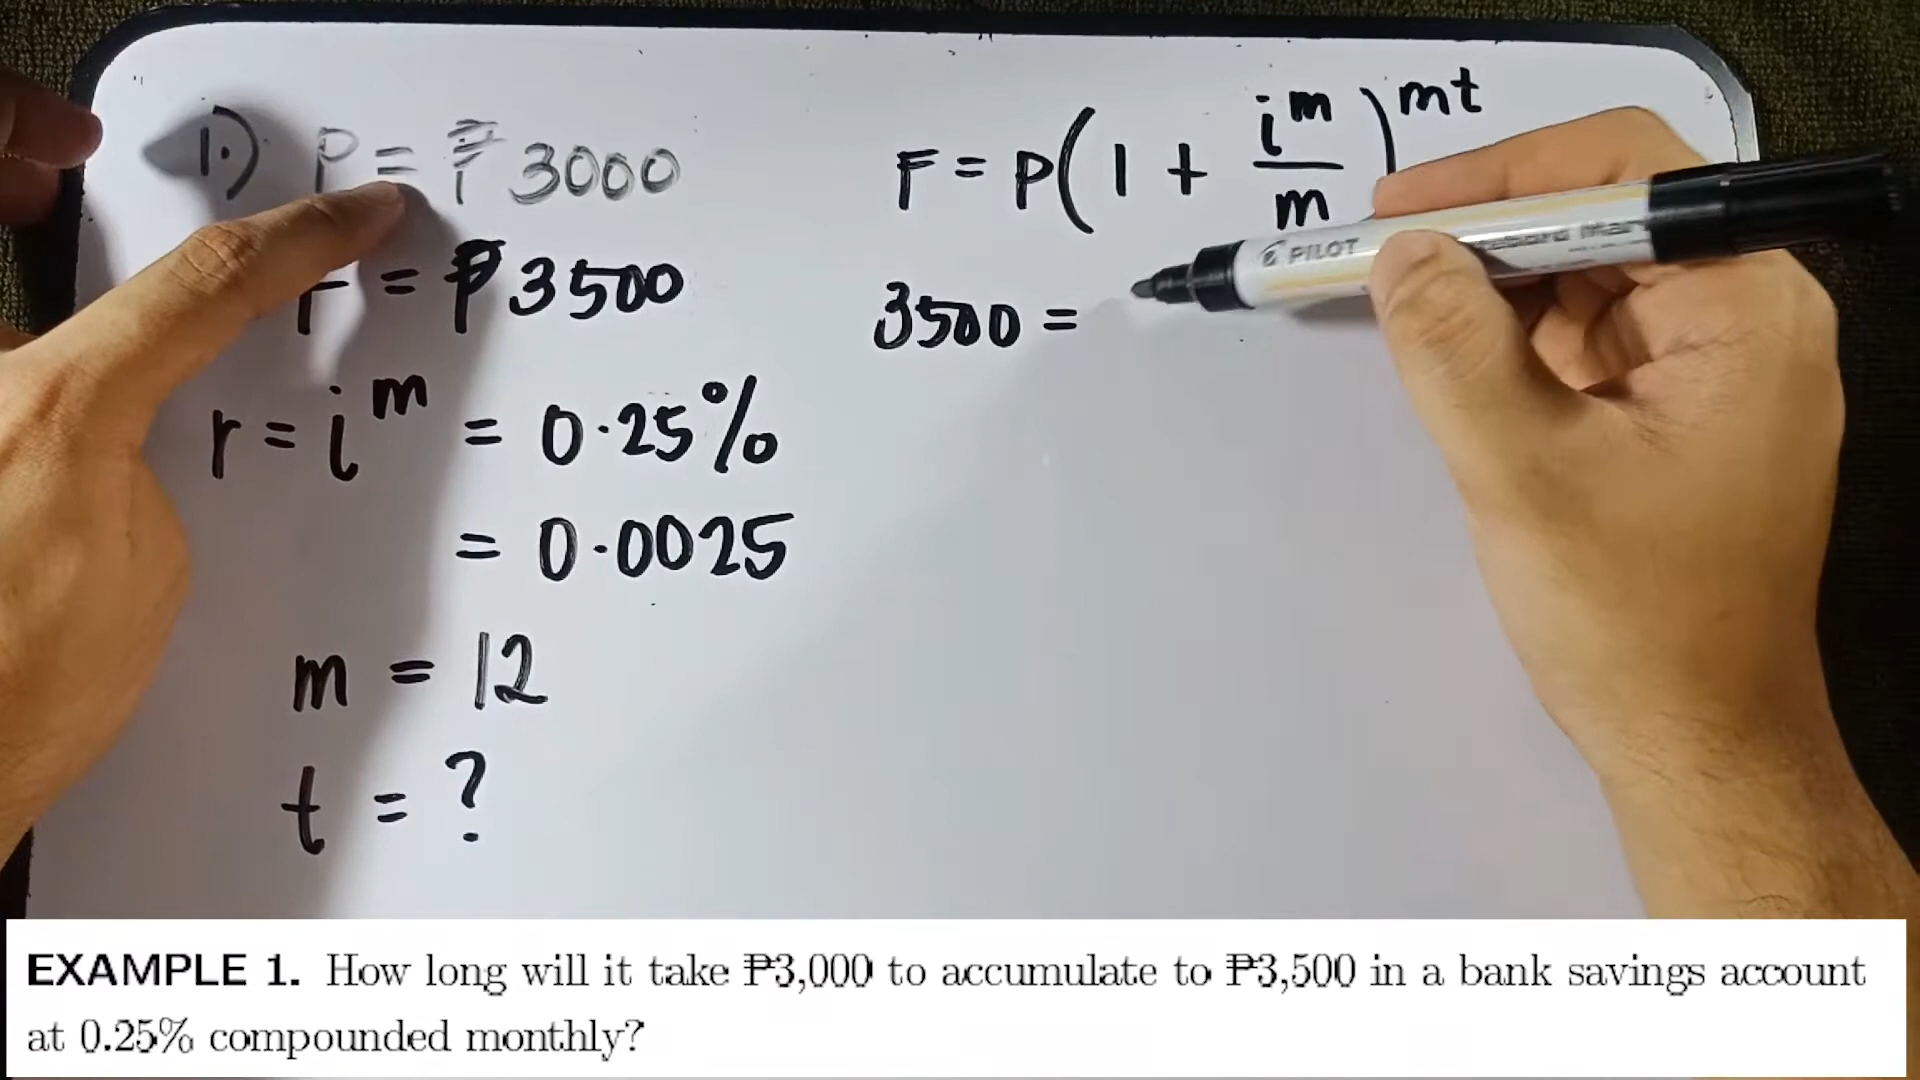 1.) P = ₱3000
F = ₱3500
r = i^m = 0.25%
= 0.0025
m = 12
t = ?
F = P(1 + i^m/m)^mt
3500 =
PILOT
EXAMPLE 1. How long will it take ₱3,000 to accumulate to ₱3,500 in a bank savings account
at 0.25% compounded monthly?